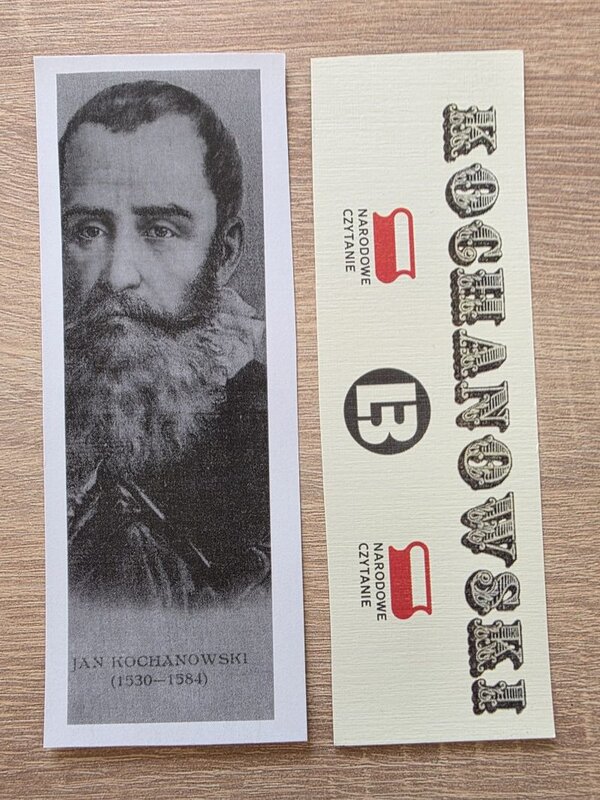 JAN KOCHANOWSKI
(1530—1584)
KOCHANOWSKI
NARODOWE
CZYTANIE
NARODOWE
CZYTANIE